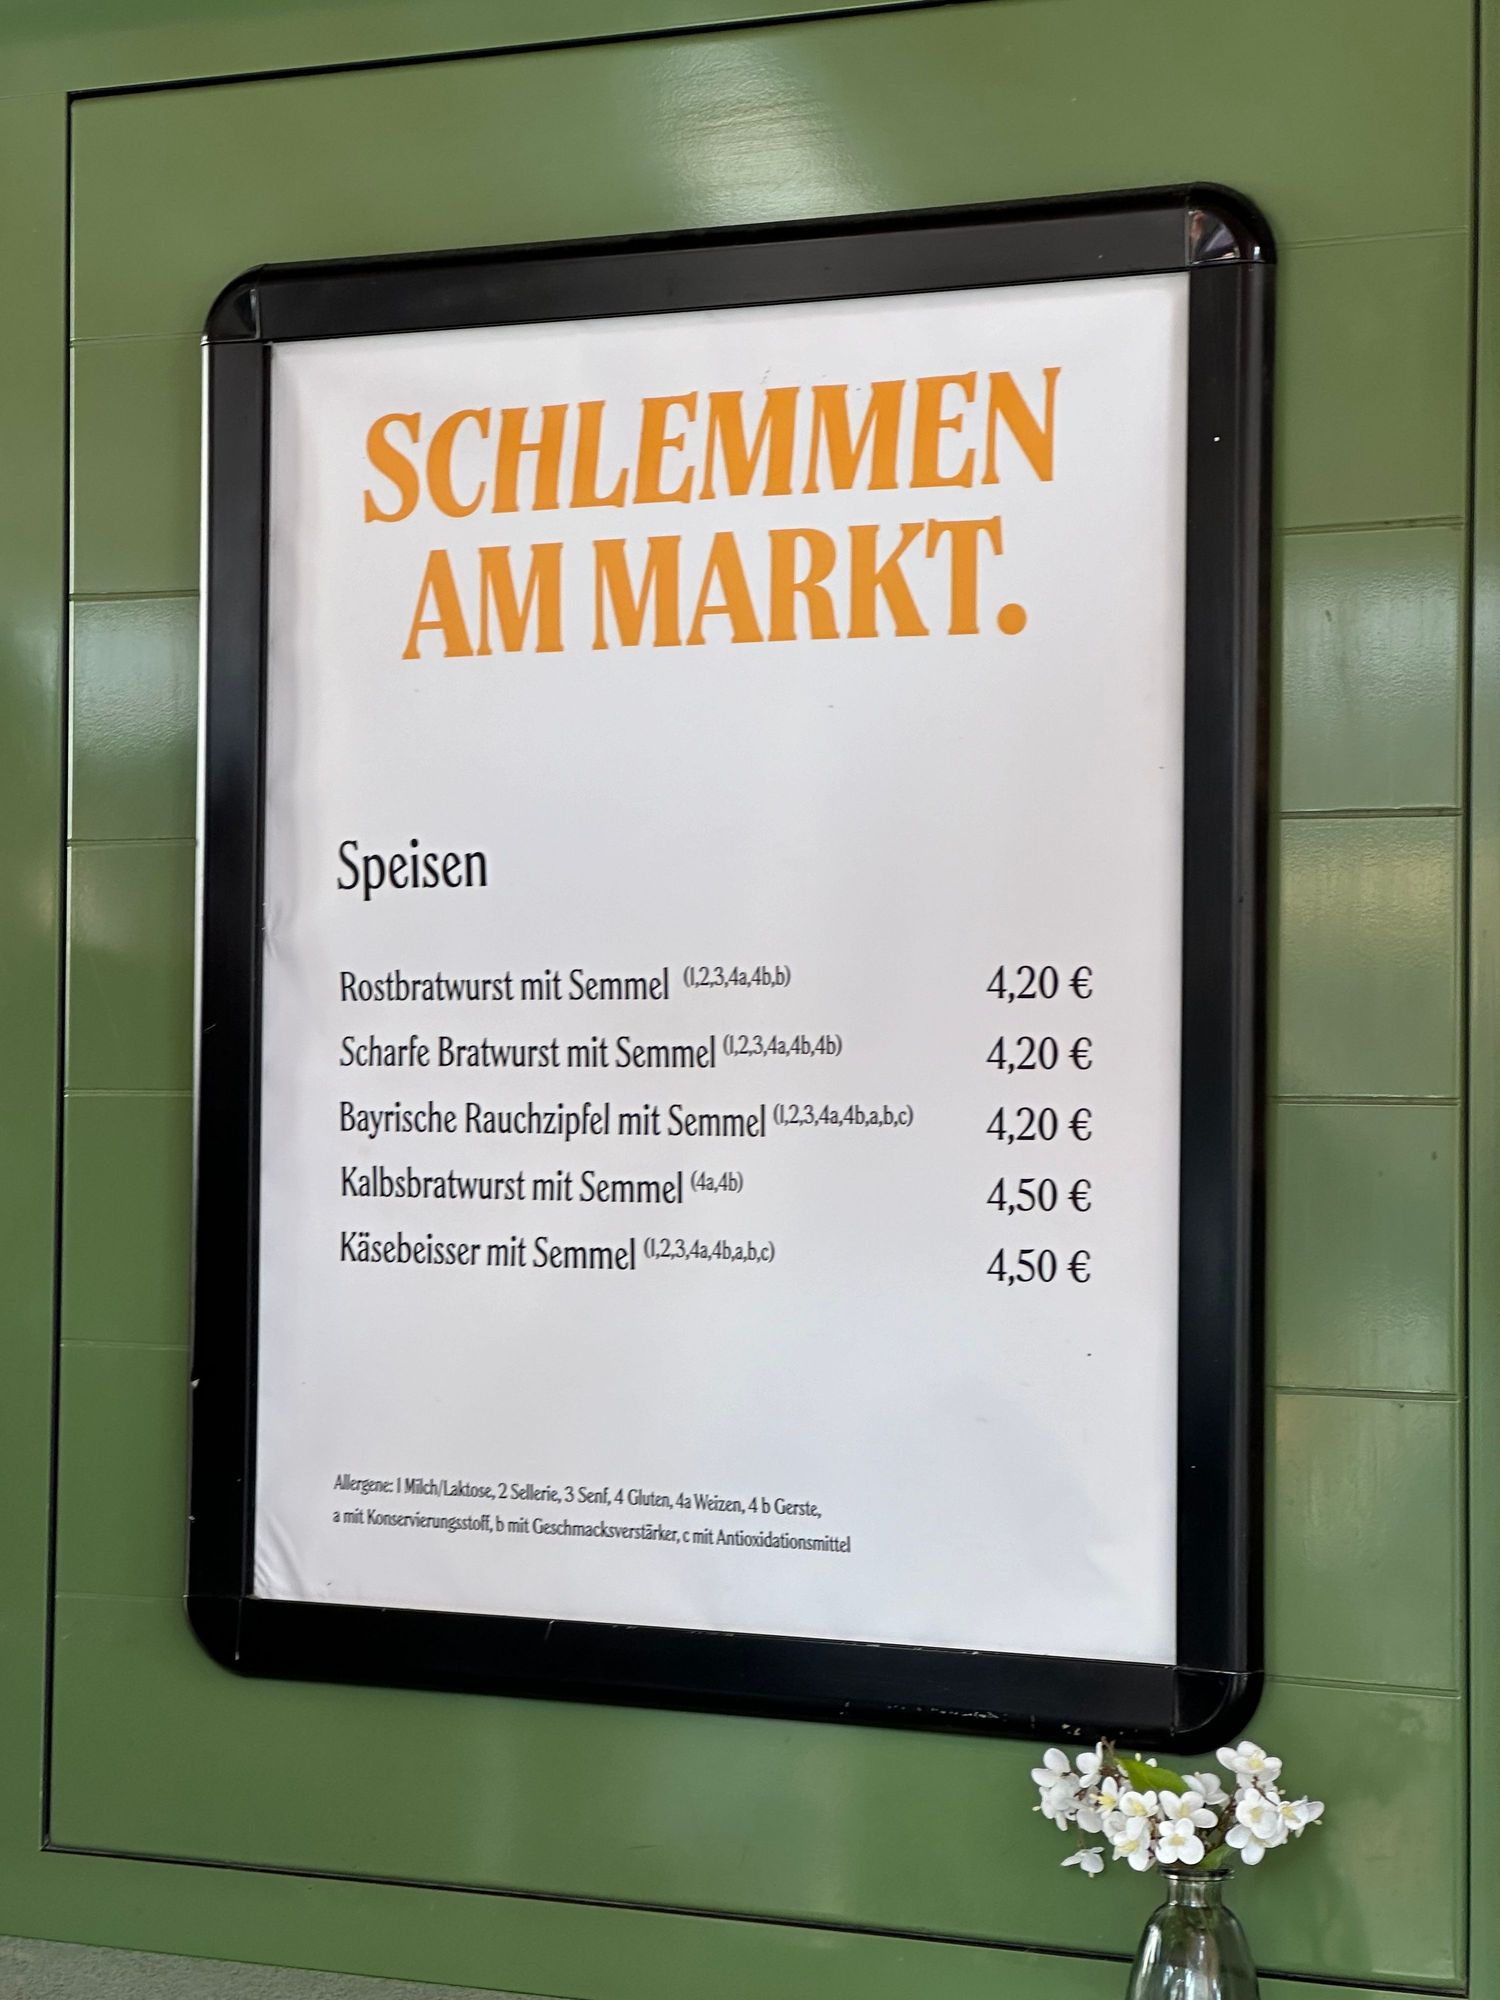 SCHLEMMEN
AM MARKT.
Speisen
Rostbratwurst mit Semmel (1,2,3,4a,4b,b) 4,20 €
Scharfe Bratwurst mit Semmel (1,2,3,4a,4b,4b) 4,20 €
Bayrische Rauchzipfel mit Semmel (1,2,3,4a,4b,a,b,c) 4,20 €
Kalbsbratwurst mit Semmel (4a,4b) 4,50 €
Käsebeisser mit Semmel (1,2,3,4a,4b,a,b,c) 4,50 €
Allergene: 1 Milch/Laktose, 2 Sellerie, 3 Senf, 4 Gluten, 4a Weizen, 4 b Gerste,
a mit Konservierungsstoff, b mit Geschmacksverstärker, c mit Antioxidationsmittel